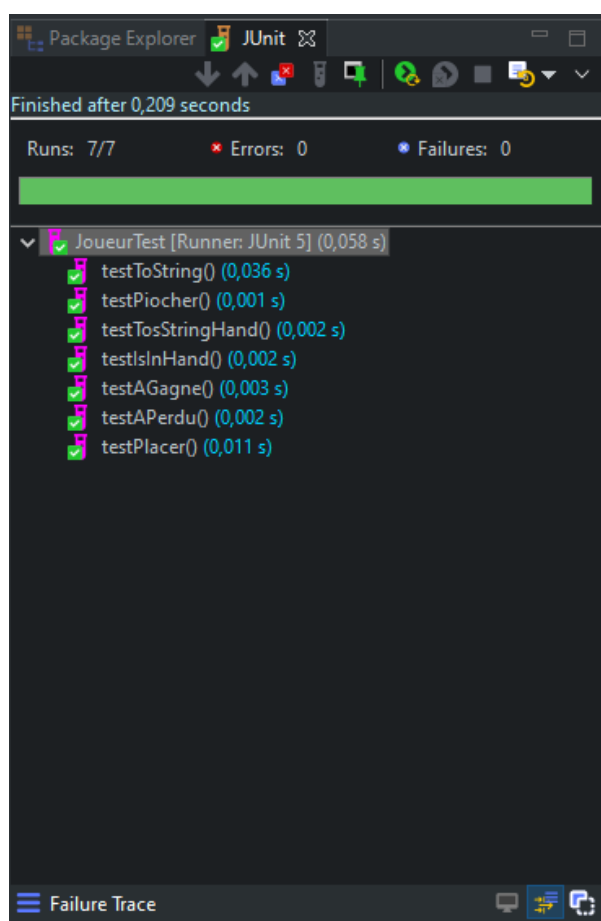 Package Explorer JUnit
Finished after 0,209 seconds
Runs: 7/7 Errors: 0 Failures: 0
JoueurTest [Runner: JUnit 5] (0,058 s)
testToString() (0,036 s)
testPiocher() (0,001 s)
testTosStringHand() (0,002 s)
testIsInHand() (0,002 s)
testAGagne() (0,003 s)
testAPerdu() (0,002 s)
testPlacer() (0,011 s)
Failure Trace